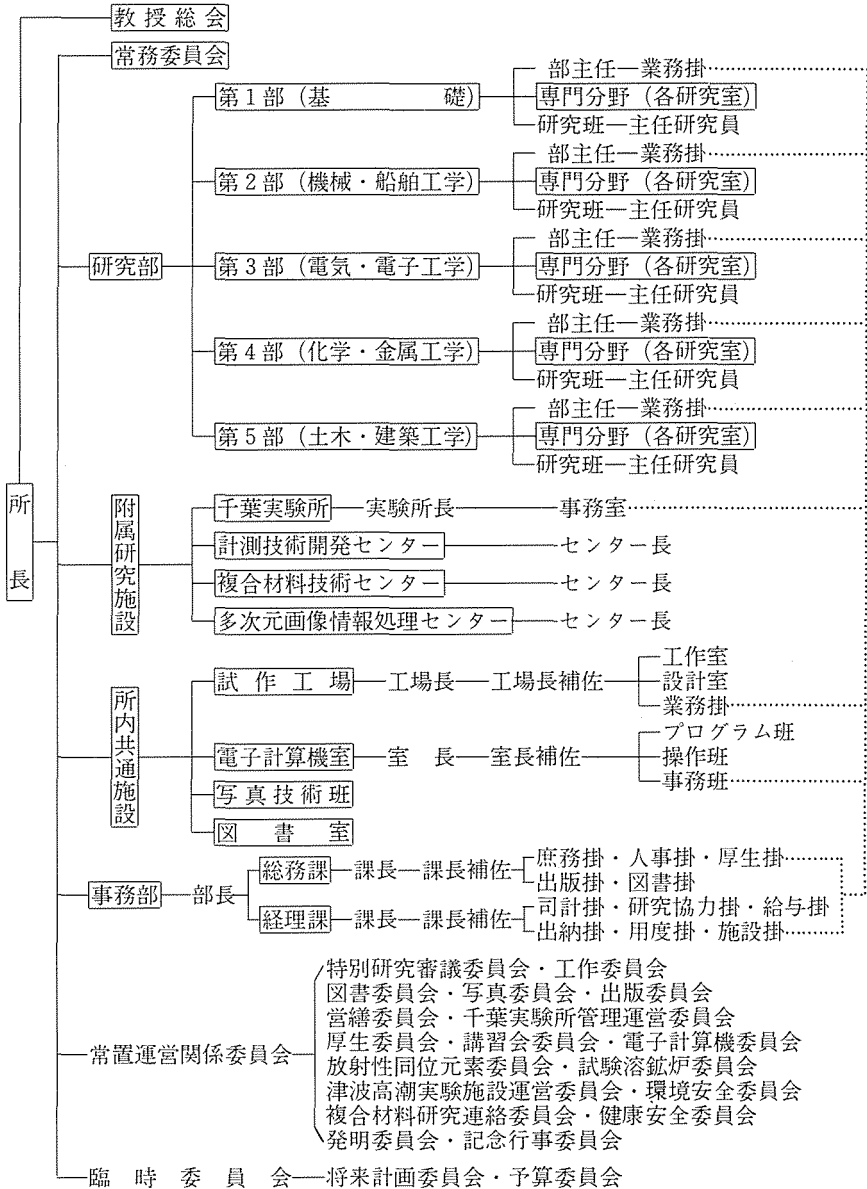 教授総会
常務委員会
研究部
第1部（基礎）
部主任―業務掛
専門分野（各研究室）
研究班―主任研究員
第2部（機械・船舶工学）
部主任―業務掛
専門分野（各研究室）
研究班―主任研究員
第3部（電気・電子工学）
部主任―業務掛
専門分野（各研究室）
研究班―主任研究員
第4部（化学・金属工学）
部主任―業務掛
専門分野（各研究室）
研究班―主任研究員
第5部（土木・建築工学）
部主任―業務掛
専門分野（各研究室）
研究班―主任研究員
所長
附属研究施設
千葉実験所―実験所長―事務室
計測技術開発センター―センター長
複合材料技術センター―センター長
多次元画像情報処理センター―センター長
所内共通施設
試作工場―工場長―工場長補佐
工作室
設計室
業務掛
電子計算機室―室長―室長補佐
プログラム班
操作班
事務班
写真技術班
図書室
事務部―部長
総務課―課長―課長補佐
庶務掛・人事掛・厚生掛
出版掛・図書掛
経理課―課長―課長補佐
司計掛・研究協力掛・給与掛
出納掛・用度掛・施設掛
常置運営関係委員会
特別研究審議委員会・工作委員会
図書委員会・写真委員会・出版委員会
営繕委員会・千葉実験所管理運営委員会
厚生委員会・講習会委員会・電子計算機委員会
放射性同位元素委員会・試験溶鉱炉委員会
津波高潮実験施設運営委員会・環境安全委員会
複合材料研究連絡委員会・健康安全委員会
発明委員会・記念行事委員会
臨時委員会―将来計画委員会・予算委員会